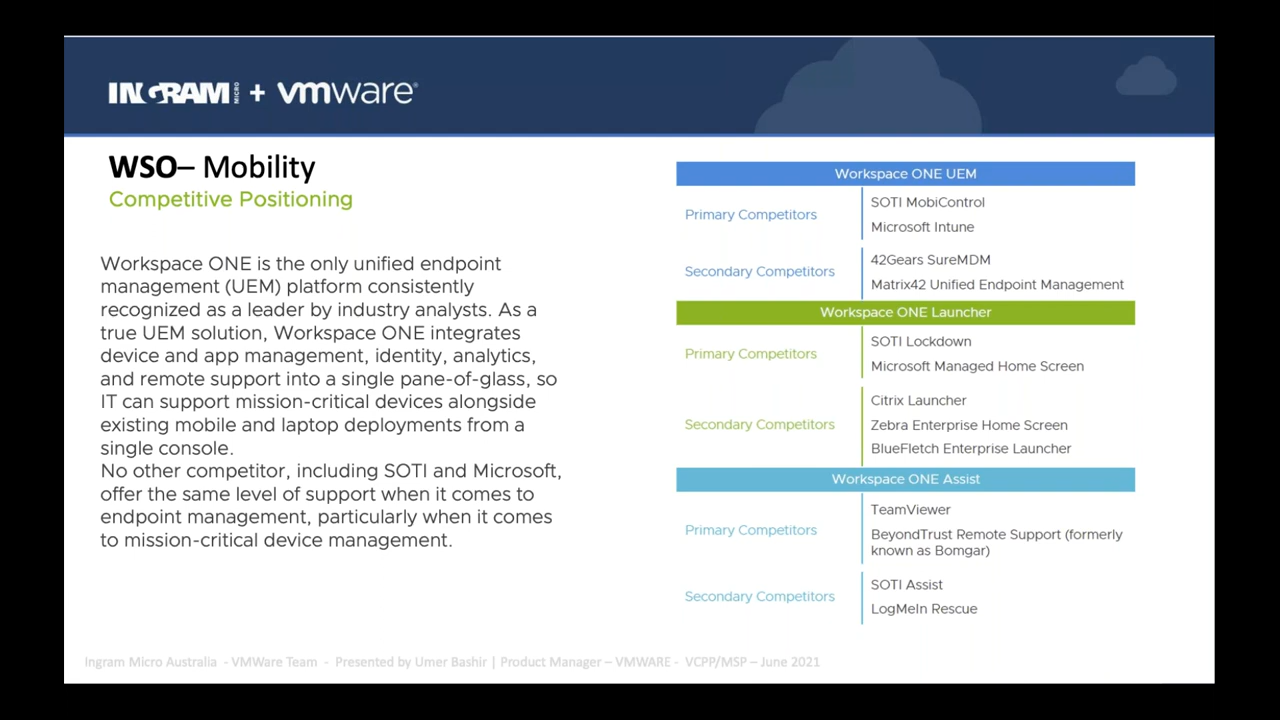 INGRAM MICRO + vmware®
WSO– Mobility
Competitive Positioning
Workspace ONE is the only unified endpoint
management (UEM) platform consistently
recognized as a leader by industry analysts. As a
true UEM solution, Workspace ONE integrates
device and app management, identity, analytics,
and remote support into a single pane-of-glass, so
IT can support mission-critical devices alongside
existing mobile and laptop deployments from a
single console.
No other competitor, including SOTI and Microsoft,
offer the same level of support when it comes to
endpoint management, particularly when it comes
to mission-critical device management.
Workspace ONE UEM
Primary Competitors
SOTI MobiControl
Microsoft Intune
Secondary Competitors
42Gears SureMDM
Matrix42 Unified Endpoint Management
Workspace ONE Launcher
Primary Competitors
SOTI Lockdown
Microsoft Managed Home Screen
Secondary Competitors
Citrix Launcher
Zebra Enterprise Home Screen
BlueFletch Enterprise Launcher
Workspace ONE Assist
Primary Competitors
TeamViewer
BeyondTrust Remote Support (formerly
known as Bomgar)
Secondary Competitors
SOTI Assist
LogMeIn Rescue
Ingram Micro Australia - VMWare Team - Presented by Umer Bashir | Product Manager – VMWARE - VCPP/MSP – June 2021